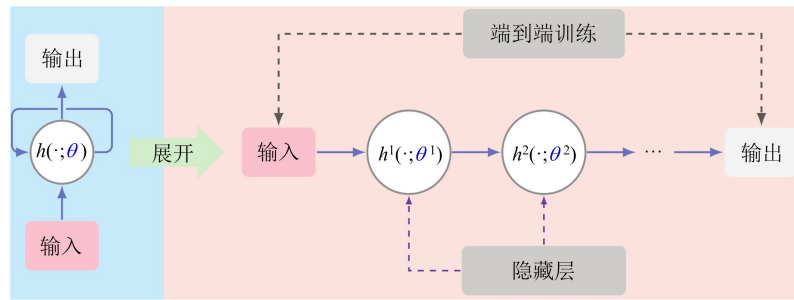 输出
h(·;θ)
输入
展开
端到端训练
输入
h¹(·;θ¹)
h²(·;θ²)
···
输出
隐藏层